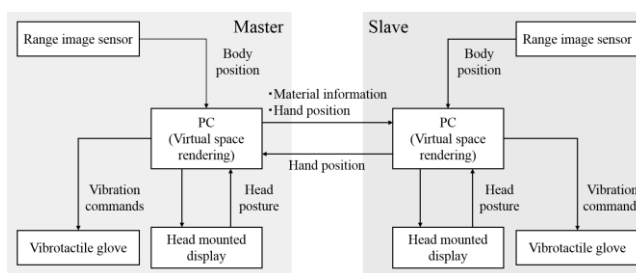 Master
Slave
Range image sensor
Range image sensor
Body
position
Body
position
・Material information
・Hand position
PC
(Virtual space
rendering)
PC
(Virtual space
rendering)
Hand position
Vibration
commands
Head
posture
Head
posture
Vibration
commands
Vibrotactile glove
Head mounted
display
Head mounted
display
Vibrotactile glove